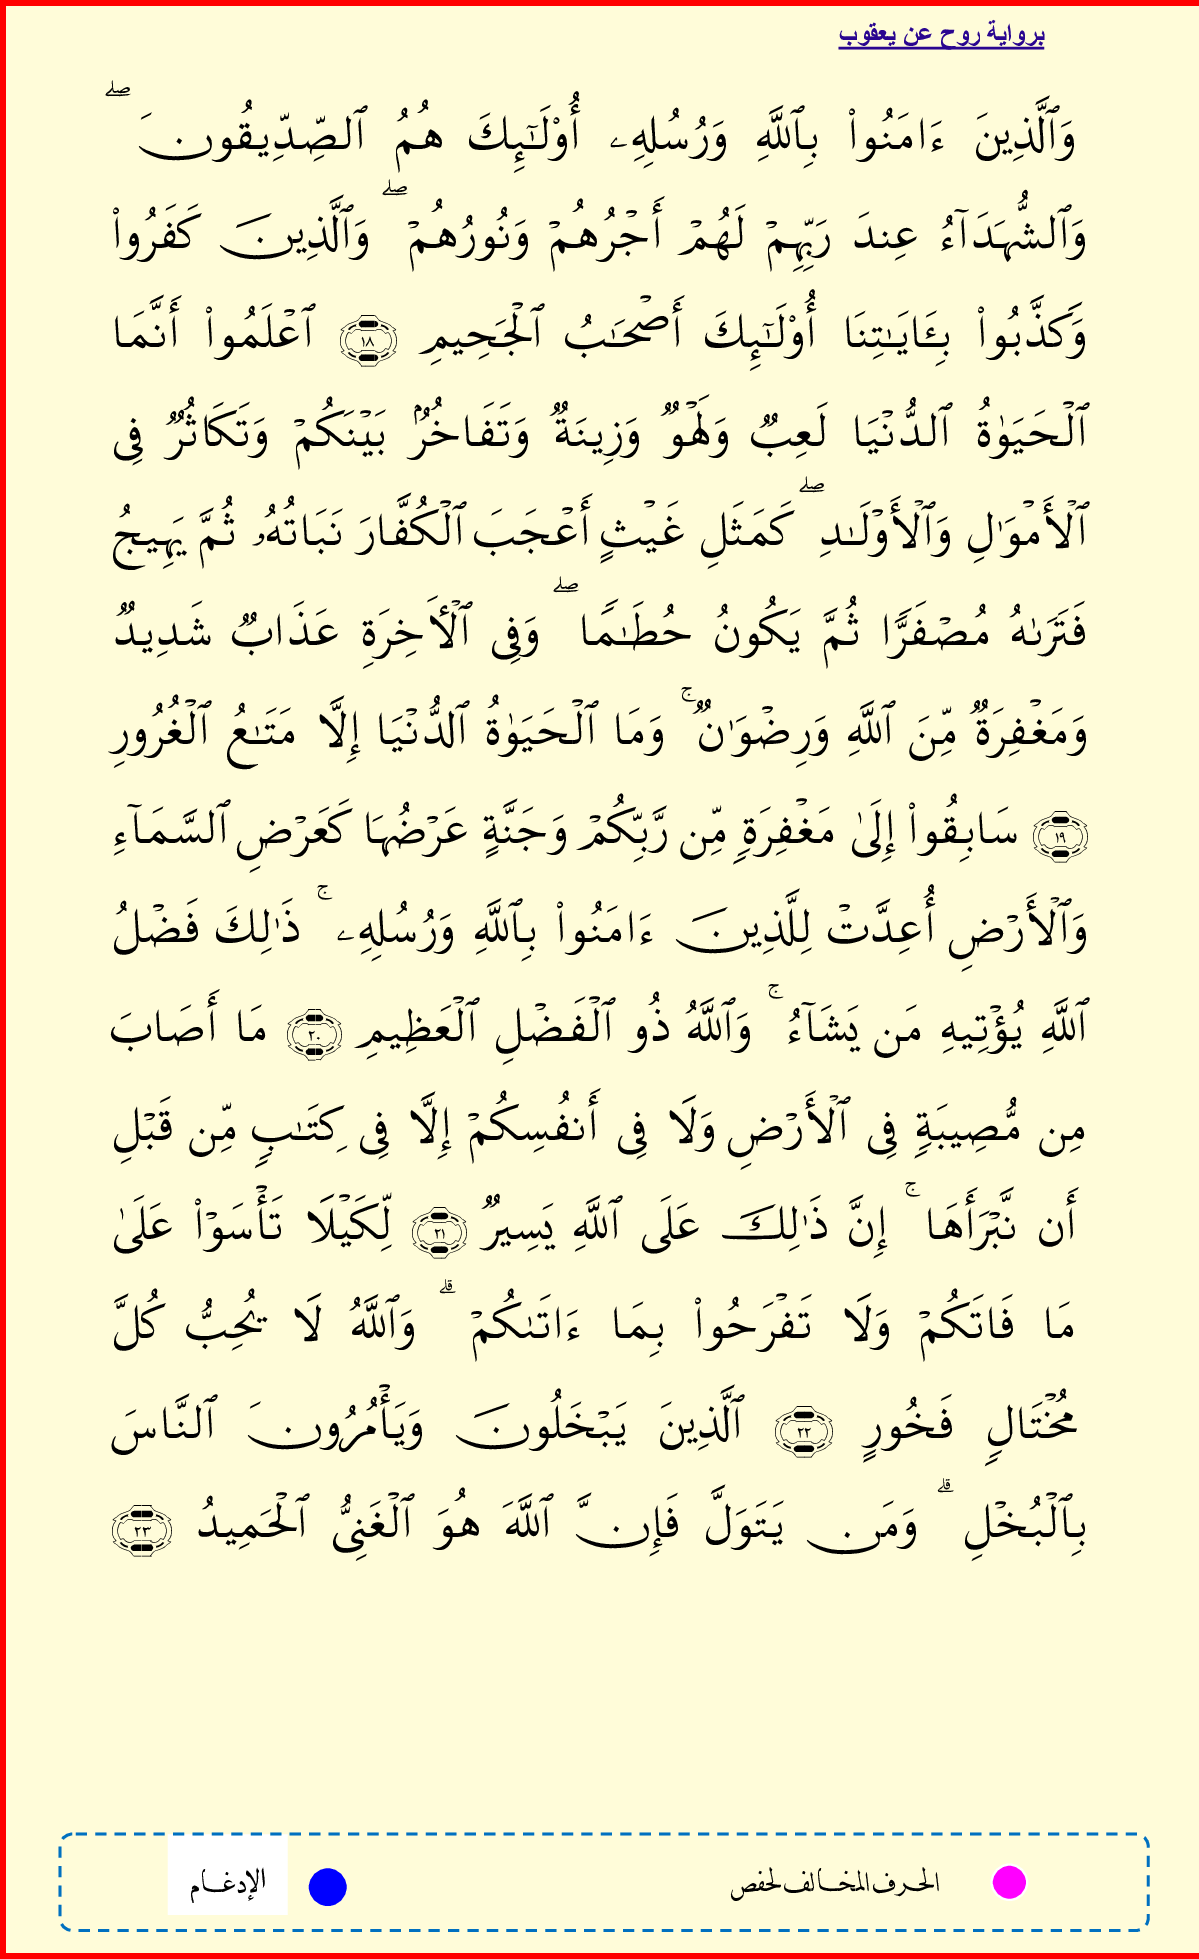 برواية روح عن يعقوب
وَٱلَّذِينَ ءَامَنُوا۟ بِٱللَّهِ وَرُسُلِهِۦ أُو۟لَـٰٓئِكَ هُمُ ٱلصِّدِّيقُونَ ۖ
وَٱلشُّهَدَآءُ عِندَ رَبِّهِمۡ لَهُمۡ أَجۡرُهُمۡ وَنُورُهُمۡ ۖ وَٱلَّذِينَ كَفَرُوا۟
وَكَذَّبُوا۟ بِـَٔايَـٰتِنَا أُو۟لَـٰٓئِكَ أَصۡحَـٰبُ ٱلۡجَحِيمِ ١٨ ٱعۡلَمُوا۟ أَنَّمَا
ٱلۡحَيَوٰةُ ٱلدُّنۡيَا لَعِبٌ وَلَهۡوٌ وَزِينَةٌ وَتَفَاخُرٌۢ بَيۡنَكُمۡ وَتَكَاثُرٌ فِى
ٱلۡأَمۡوَٰلِ وَٱلۡأَوۡلَـٰدِ ۖ كَمَثَلِ غَيۡثٍ أَعۡجَبَ ٱلۡكُفَّارَ نَبَاتُهُۥ ثُمَّ يَهِيجُ
فَتَرَىٰهُ مُصۡفَرًّا ثُمَّ يَكُونُ حُطَـٰمًا ۖ وَفِى ٱلۡـَٔاخِرَةِ عَذَابٌ شَدِيدٌ
وَمَغۡفِرَةٌ مِّنَ ٱللَّهِ وَرِضۡوَٰنٌ ۚ وَمَا ٱلۡحَيَوٰةُ ٱلدُّنۡيَا إِلَّا مَتَـٰعُ ٱلۡغُرُورِ
١٩ سَابِقُوا۟ إِلَىٰ مَغۡفِرَةٍ مِّن رَّبِّكُمۡ وَجَنَّةٍ عَرۡضُهَا كَعَرۡضِ ٱلسَّمَآءِ
وَٱلۡأَرۡضِ أُعِدَّتۡ لِلَّذِينَ ءَامَنُوا۟ بِٱللَّهِ وَرُسُلِهِۦ ۚ ذَٰلِكَ فَضۡلُ
ٱللَّهِ يُؤۡتِيهِ مَن يَشَآءُ ۚ وَٱللَّهُ ذُو ٱلۡفَضۡلِ ٱلۡعَظِيمِ ٢٠ مَا أَصَابَ
مِن مُّصِيبَةٍ فِى ٱلۡأَرۡضِ وَلَا فِى أَنفُسِكُمۡ إِلَّا فِى كِتَـٰبٍ مِّن قَبۡلِ
أَن نَّبۡرَأَهَا ۚ إِنَّ ذَٰلِكَ عَلَى ٱللَّهِ يَسِيرٌ ٢١ لِّكَيۡلَا تَأۡسَوۡا۟ عَلَىٰ
مَا فَاتَكُمۡ وَلَا تَفۡرَحُوا۟ بِمَا ءَاتَىٰكُمۡ ۗ وَٱللَّهُ لَا يُحِبُّ كُلَّ
مُخۡتَالٍ فَخُورٍ ٢٢ ٱلَّذِينَ يَبۡخَلُونَ وَيَأۡمُرُونَ ٱلنَّاسَ
بِٱلۡبُخۡلِ ۗ وَمَن يَتَوَلَّ فَإِنَّ ٱللَّهَ هُوَ ٱلۡغَنِىُّ ٱلۡحَمِيدُ ٢٣
الحرف المخالف لحفص الإدغام